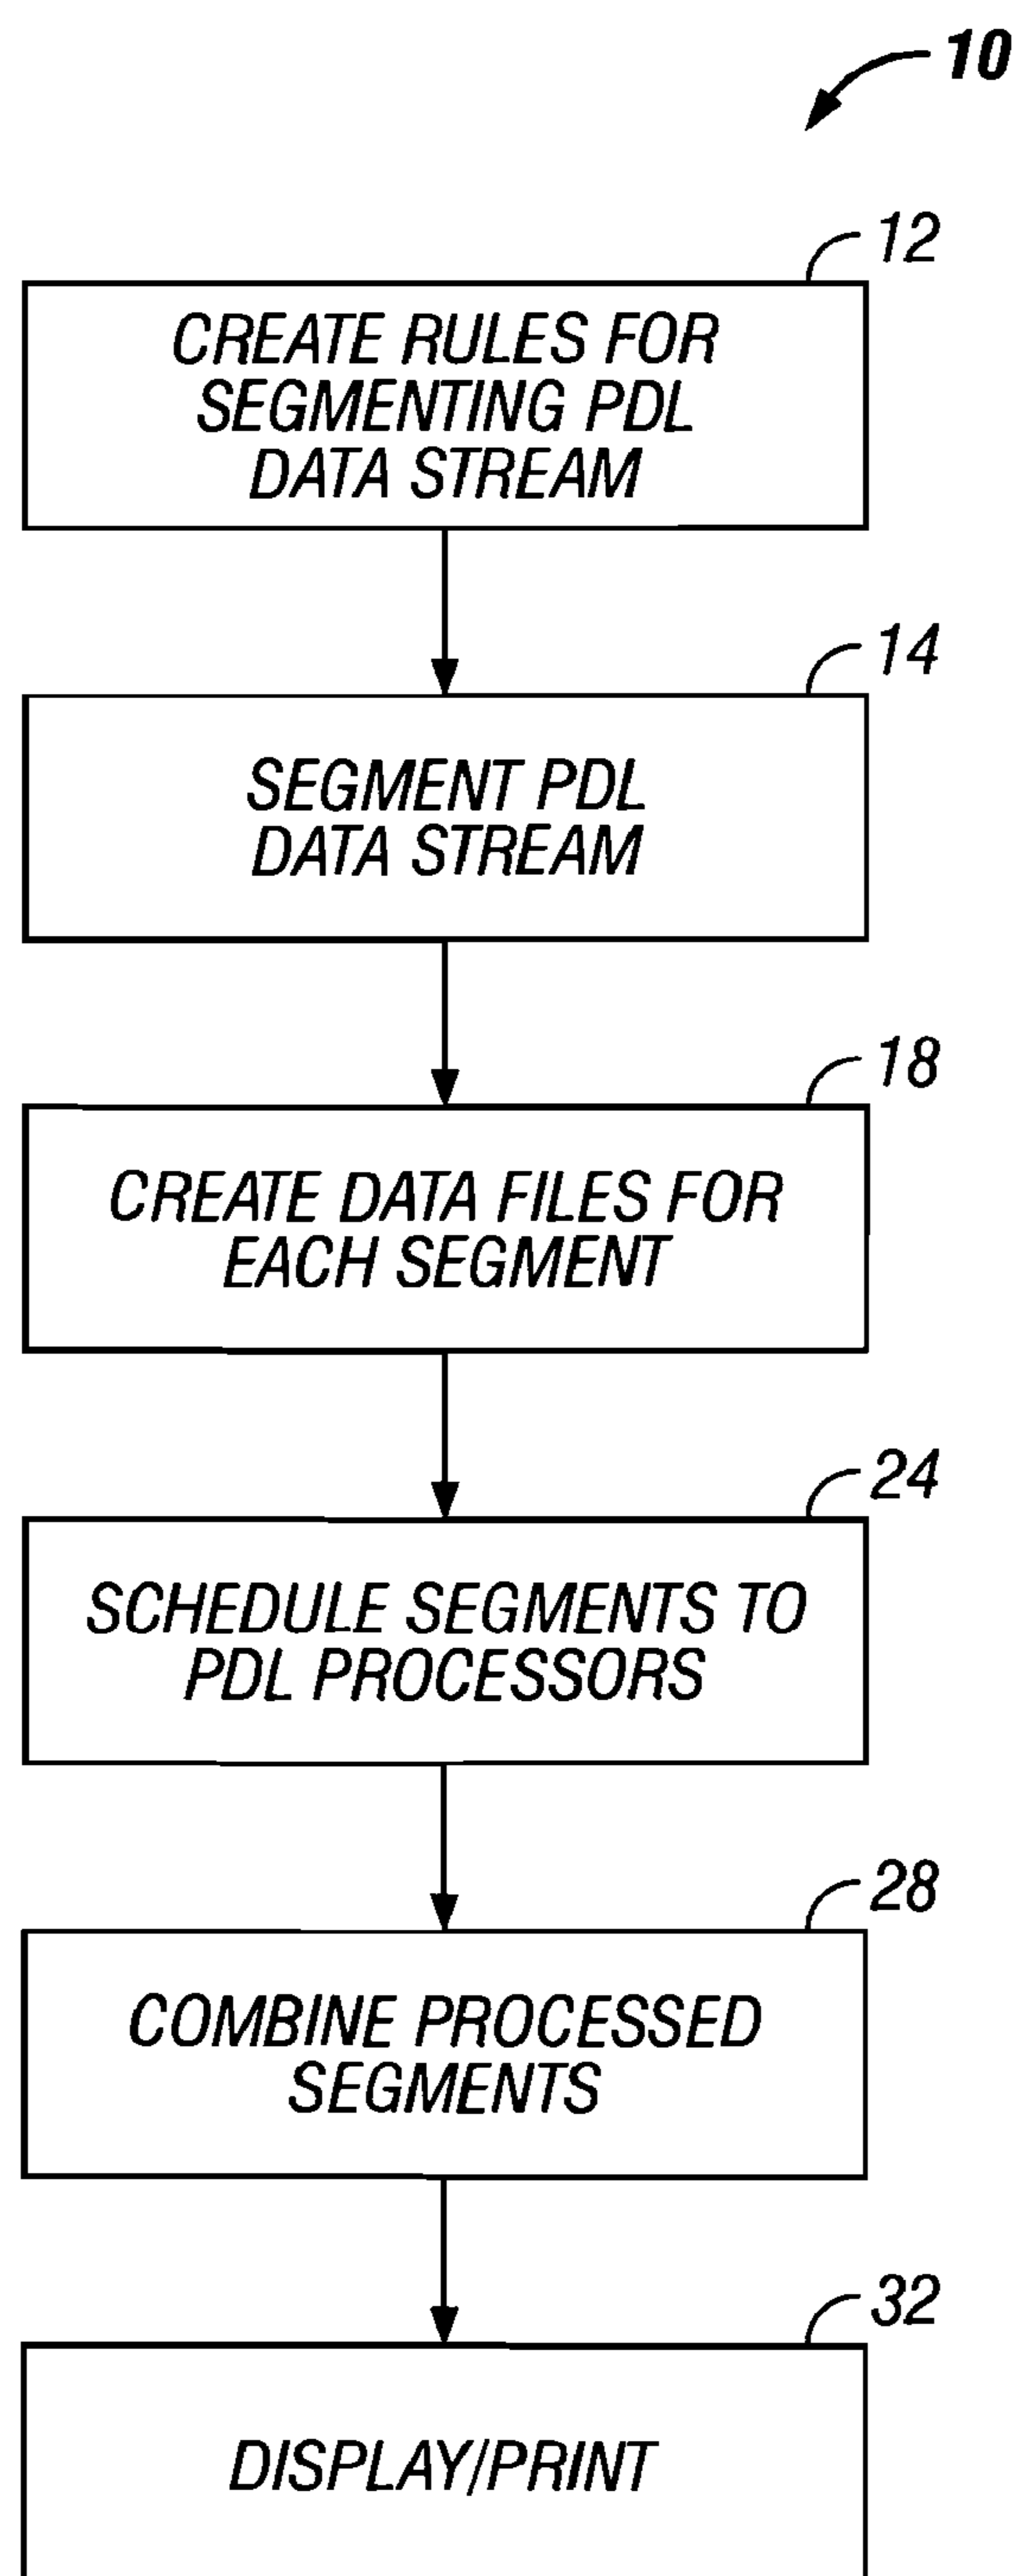 10
12
CREATE RULES FOR
SEGMENTING PDL
DATA STREAM
14
SEGMENT PDL
DATA STREAM
18
CREATE DATA FILES FOR
EACH SEGMENT
24
SCHEDULE SEGMENTS TO
PDL PROCESSORS
28
COMBINE PROCESSED
SEGMENTS
32
DISPLAY/PRINT